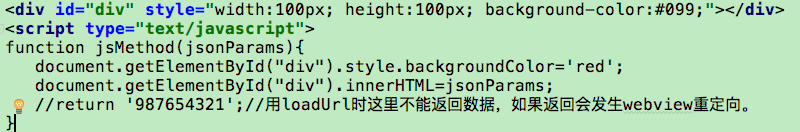 <div id="div" style="width:100px; height:100px; background-color:#099;"></div>
<script type="text/javascript">
function jsMethod(jsonParams){
document.getElementById("div").style.backgroundColor='red';
document.getElementById("div").innerHTML=jsonParams;
//return '987654321';//用loadUrl时这里不能返回数据，如果返回会发生webview重定向。
}